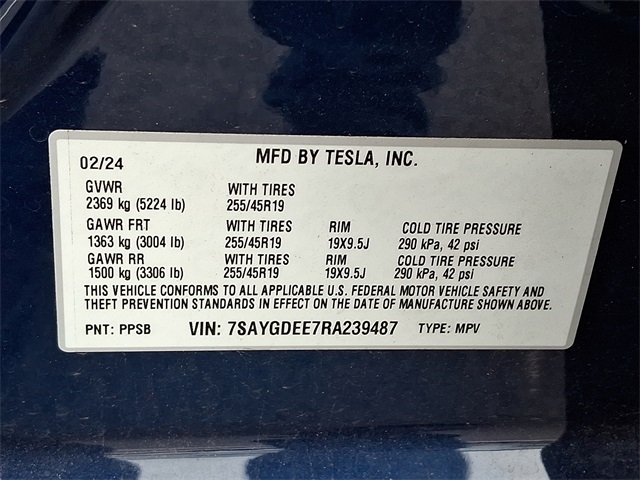 02/24 MFD BY TESLA, INC.
GVWR WITH TIRES
2369 kg (5224 lb) 255/45R19
GAWR FRT WITH TIRES RIM COLD TIRE PRESSURE
1363 kg (3004 lb) 255/45R19 19X9.5J 290 kPa, 42 psi
GAWR RR WITH TIRES RIM COLD TIRE PRESSURE
1500 kg (3306 lb) 255/45R19 19X9.5J 290 kPa, 42 psi
THIS VEHICLE CONFORMS TO ALL APPLICABLE U.S. FEDERAL MOTOR VEHICLE SAFETY AND
THEFT PREVENTION STANDARDS IN EFFECT ON THE DATE OF MANUFACTURE SHOWN ABOVE.
PNT: PPSB VIN: 7SAYGDEE7RA239487 TYPE: MPV